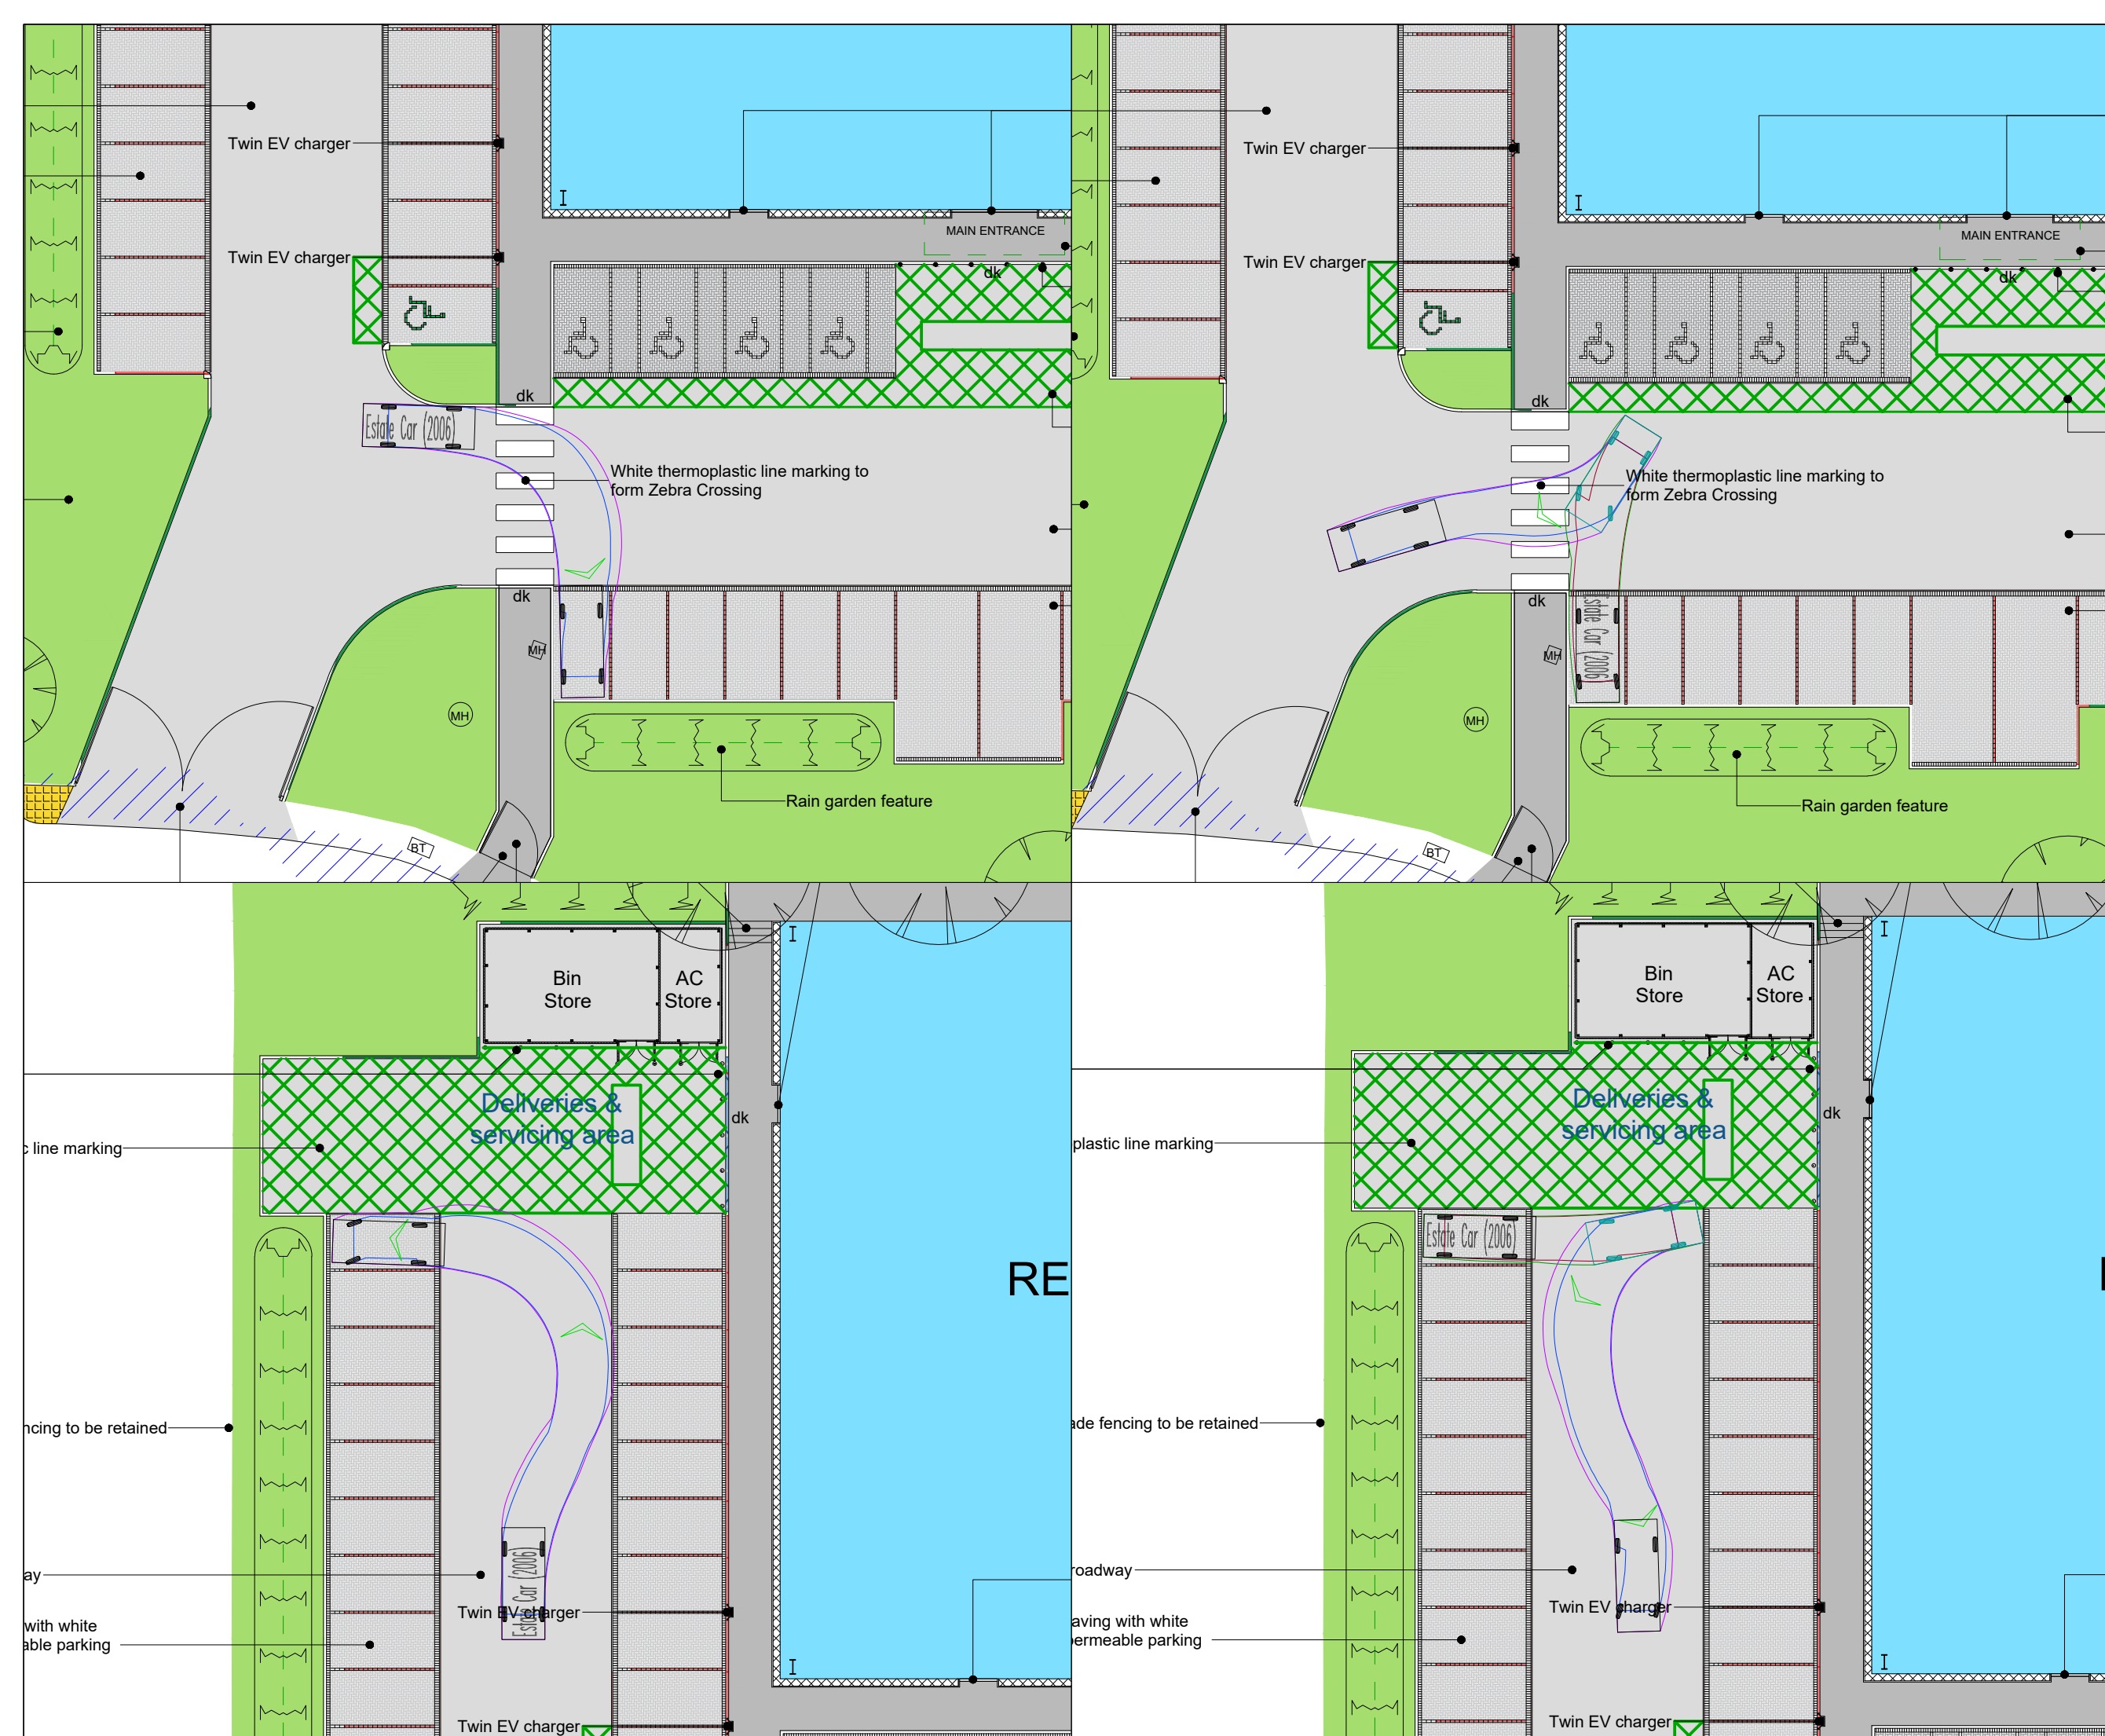 Twin EV charger
Twin EV charger
MAIN ENTRANCE
dk
dk
Estate Car (2006)
White thermoplastic line marking to
form Zebra Crossing
dk
MH
MH
Rain garden feature
BT
Twin EV charger
Twin EV charger
MAIN ENTRANCE
dk
dk
White thermoplastic line marking to
form Zebra Crossing
dk
Estate Car (2006
MH
MH
Rain garden feature
BT
Bin
Store
AC
Store
Deliveries &
servicing area
dk
c line marking
Estate Car (2006)
RE
ncing to be retained
ay
Estate Car (2006)
Twin EV charger
with white
able parking
Twin EV charger
Bin
Store
AC
Store
Deliveries &
servicing area
dk
plastic line marking
Estate Car (2006)
ade fencing to be retained
roadway
Twin EV charger
aving with white
permeable parking
Twin EV charger